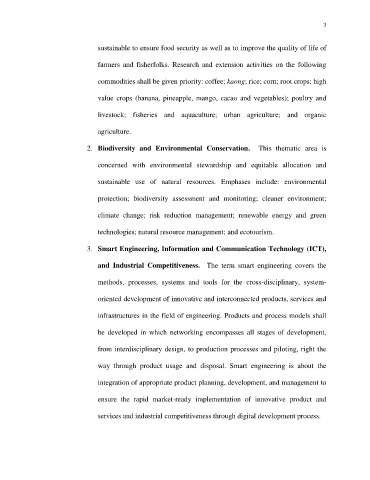 3
sustainable to ensure food security as well as to improve the quality of life of
farmers and fisherfolks. Research and extension activities on the following
commodities shall be given priority: coffee; kaong; rice; corn; root crops; high
value crops (banana, pineapple, mango, cacao and vegetables); poultry and
livestock; fisheries and aquaculture; urban agriculture; and organic
agriculture.
2. Biodiversity and Environmental Conservation. This thematic area is
concerned with environmental stewardship and equitable allocation and
sustainable use of natural resources. Emphases include: environmental
protection; biodiversity assessment and monitoring; cleaner environment;
climate change; risk reduction management; renewable energy and green
technologies; natural resource management; and ecotourism.
3. Smart Engineering, Information and Communication Technology (ICT),
and Industrial Competitiveness. The term smart engineering covers the
methods, processes, systems and tools for the cross-disciplinary, system-
oriented development of innovative and interconnected products, services and
infrastructures in the field of engineering. Products and process models shall
be developed in which networking encompasses all stages of development,
from interdisciplinary design, to production processes and piloting, right the
way through product usage and disposal. Smart engineering is about the
integration of appropriate product planning, development, and management to
ensure the rapid market-ready implementation of innovative product and
services and industrial competitiveness through digital development process.